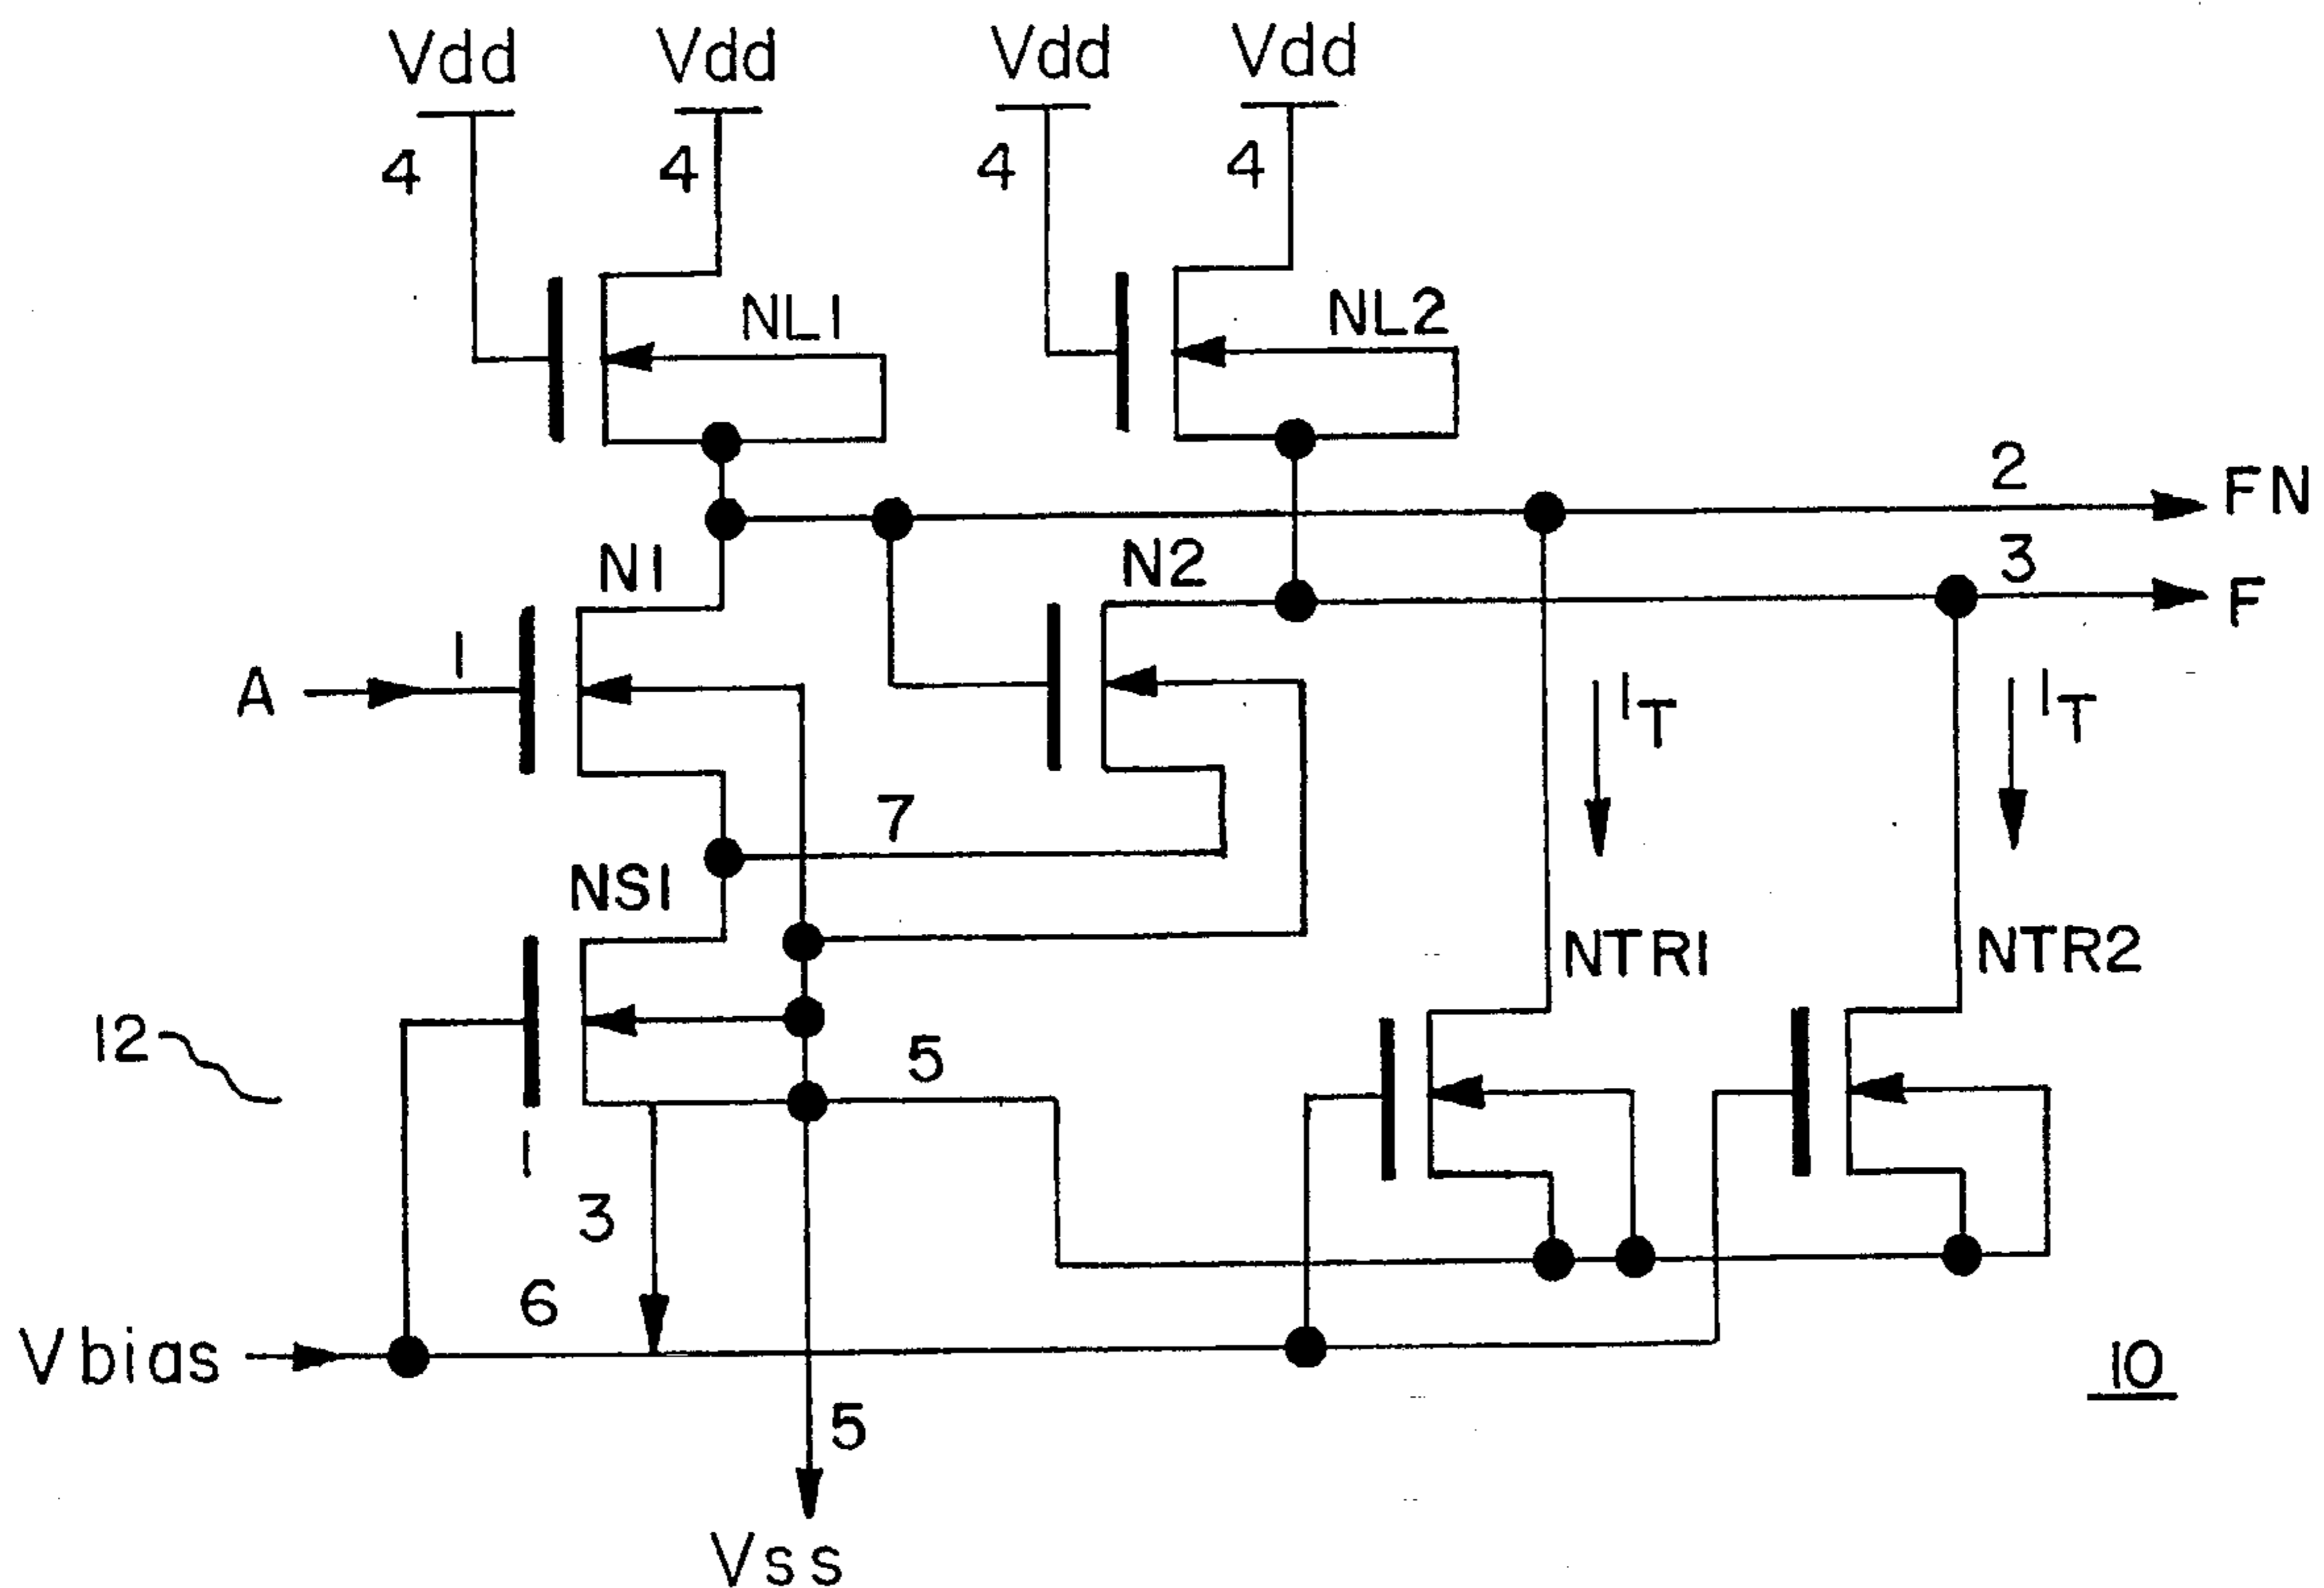 Vdd Vdd Vdd Vdd
4 4 4 4
NL1 NL2
2 FN
N1 N2 3 F
A 1 IT IT
7
NS1
NTR1 NTR2
12 5
1
3
6
Vbias 10
5
Vss